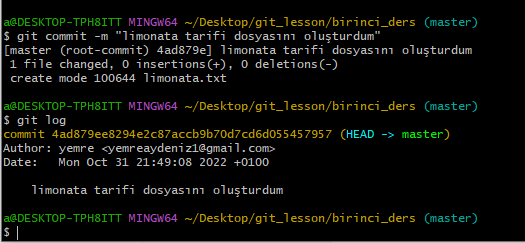 a@DESKTOP-TPH8ITT MINGW64 ~/Desktop/git_lesson/birinci_ders (master)
$ git commit -m "limonata tarifi dosyasını oluşturdum"
[master (root-commit) 4ad879e] limonata tarifi dosyasını oluşturdum
 1 file changed, 0 insertions(+), 0 deletions(-)
 create mode 100644 limonata.txt
a@DESKTOP-TPH8ITT MINGW64 ~/Desktop/git_lesson/birinci_ders (master)
$ git log
commit 4ad879ee8294e2c87accb9b70d7cd6d055457957 (HEAD -> master)
Author: yemre <yemreaydeniz1@gmail.com>
Date:   Mon Oct 31 21:49:08 2022 +0100
    limonata tarifi dosyasını oluşturdum
a@DESKTOP-TPH8ITT MINGW64 ~/Desktop/git_lesson/birinci_ders (master)
$